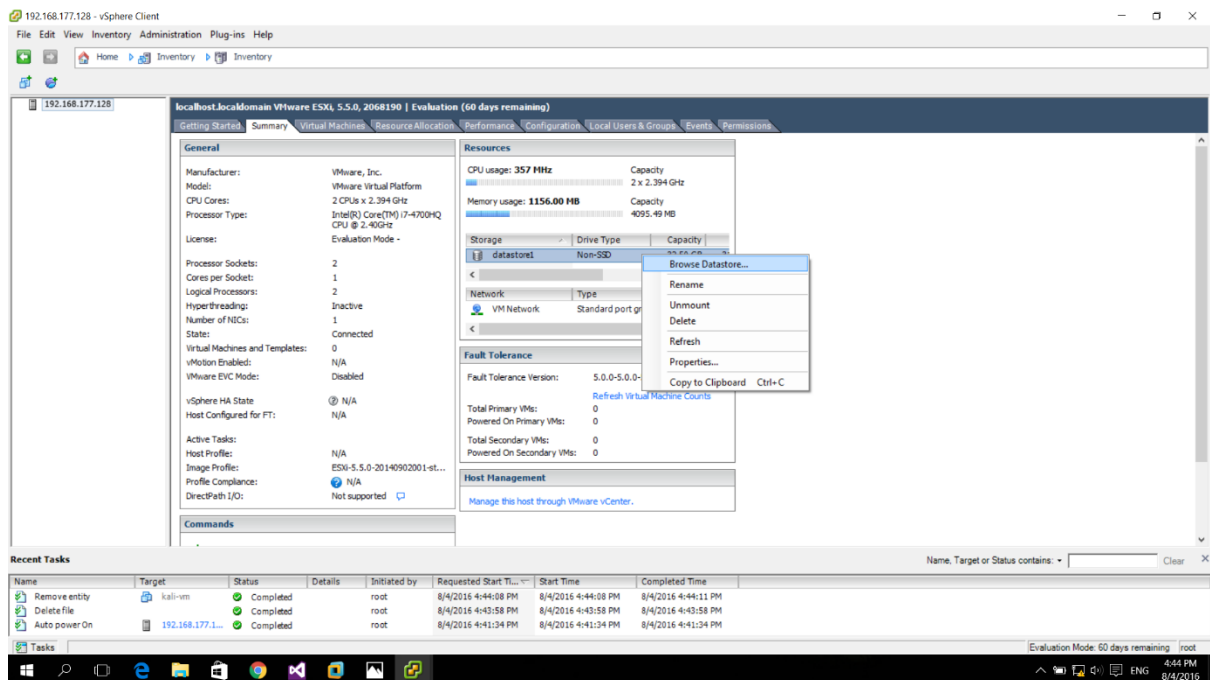 192.168.177.128 - vSphere Client
File Edit View Inventory Administration Plug-ins Help
Home Inventory Inventory
192.168.177.128
localhost.localdomain VMware ESXi, 5.5.0, 2068190 | Evaluation (60 days remaining)
Getting Started Summary Virtual Machines Resource Allocation Performance Configuration Local Users & Groups Events Permissions
General
Manufacturer: VMware, Inc.
Model: VMware Virtual Platform
CPU Cores: 2 CPUs x 2.394 GHz
Processor Type: Intel(R) Core(TM) i7-4700HQ
CPU @ 2.40GHz
License: Evaluation Mode -
Processor Sockets: 2
Cores per Socket: 1
Logical Processors: 2
Hyperthreading: Inactive
Number of NICs: 1
State: Connected
Virtual Machines and Templates: 0
vMotion Enabled: N/A
VMware EVC Mode: Disabled
vSphere HA State N/A
Host Configured for FT: N/A
Active Tasks:
Host Profile: N/A
Image Profile: ESXi-5.5.0-20140902001-st...
Profile Compliance: N/A
DirectPath I/O: Not supported
Commands
Resources
CPU usage: 357 MHz Capacity
2 x 2.394 GHz
Memory usage: 1156.00 MB Capacity
4095.49 MB
Storage Drive Type Capacity
datastore1 Non-SSD
Network Type
VM Network Standard port gr
Browse Datastore...
Rename
Unmount
Delete
Refresh
Properties...
Copy to Clipboard Ctrl+C
Fault Tolerance
Fault Tolerance Version: 5.0.0-5.0.0-
Refresh Virtual Machine Counts
Total Primary VMs: 0
Powered On Primary VMs: 0
Total Secondary VMs: 0
Powered On Secondary VMs: 0
Host Management
Manage this host through VMware vCenter.
Recent Tasks
Name, Target or Status contains: Clear
Name Target Status Details Initiated by Requested Start Ti... Start Time Completed Time
Remove entity kali-vm Completed root 8/4/2016 4:44:08 PM 8/4/2016 4:44:08 PM 8/4/2016 4:44:11 PM
Delete file Completed root 8/4/2016 4:43:58 PM 8/4/2016 4:43:58 PM 8/4/2016 4:43:58 PM
Auto power On 192.168.177.1... Completed root 8/4/2016 4:41:34 PM 8/4/2016 4:41:34 PM 8/4/2016 4:41:34 PM
Tasks
Evaluation Mode: 60 days remaining root
ENG
4:44 PM
8/4/2016